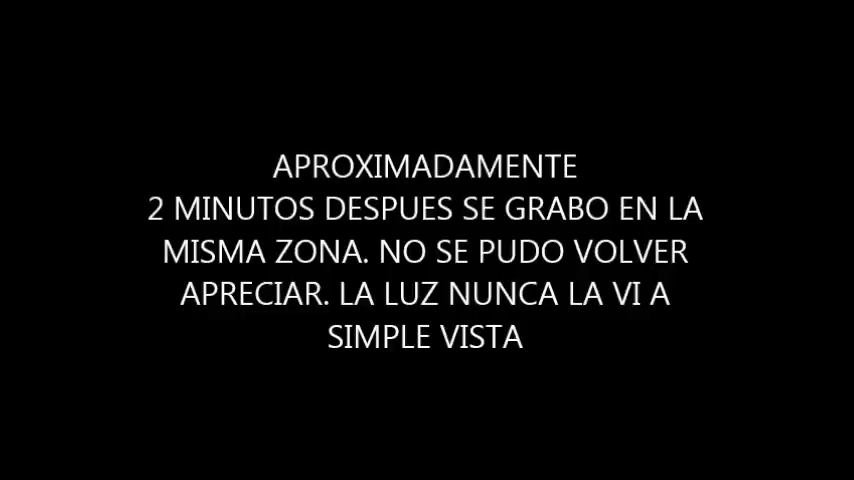 APROXIMADAMENTE
2 MINUTOS DESPUES SE GRABO EN LA
MISMA ZONA. NO SE PUDO VOLVER
APRECIAR. LA LUZ NUNCA LA VI A
SIMPLE VISTA